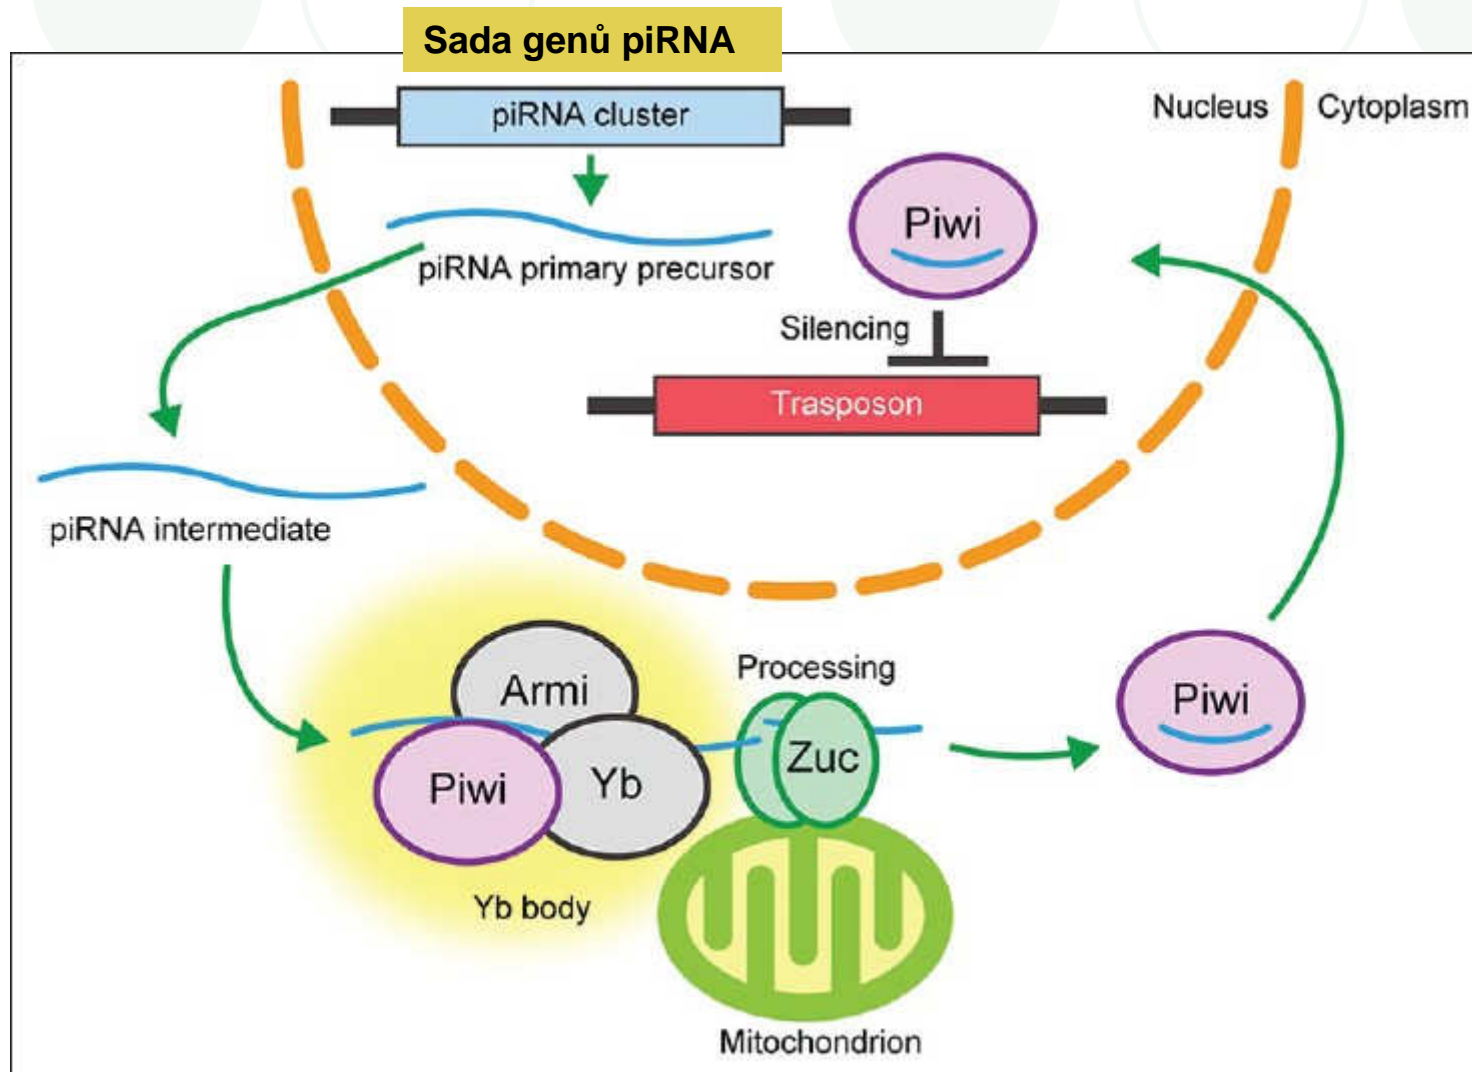 Sada genů piRNA
piRNA cluster
Nucleus
Cytoplasm
piRNA primary precursor
Piwi
Silencing
Trasposon
piRNA intermediate
Armi
Piwi
Yb
Yb body
Processing
Zuc
Mitochondrion
Piwi